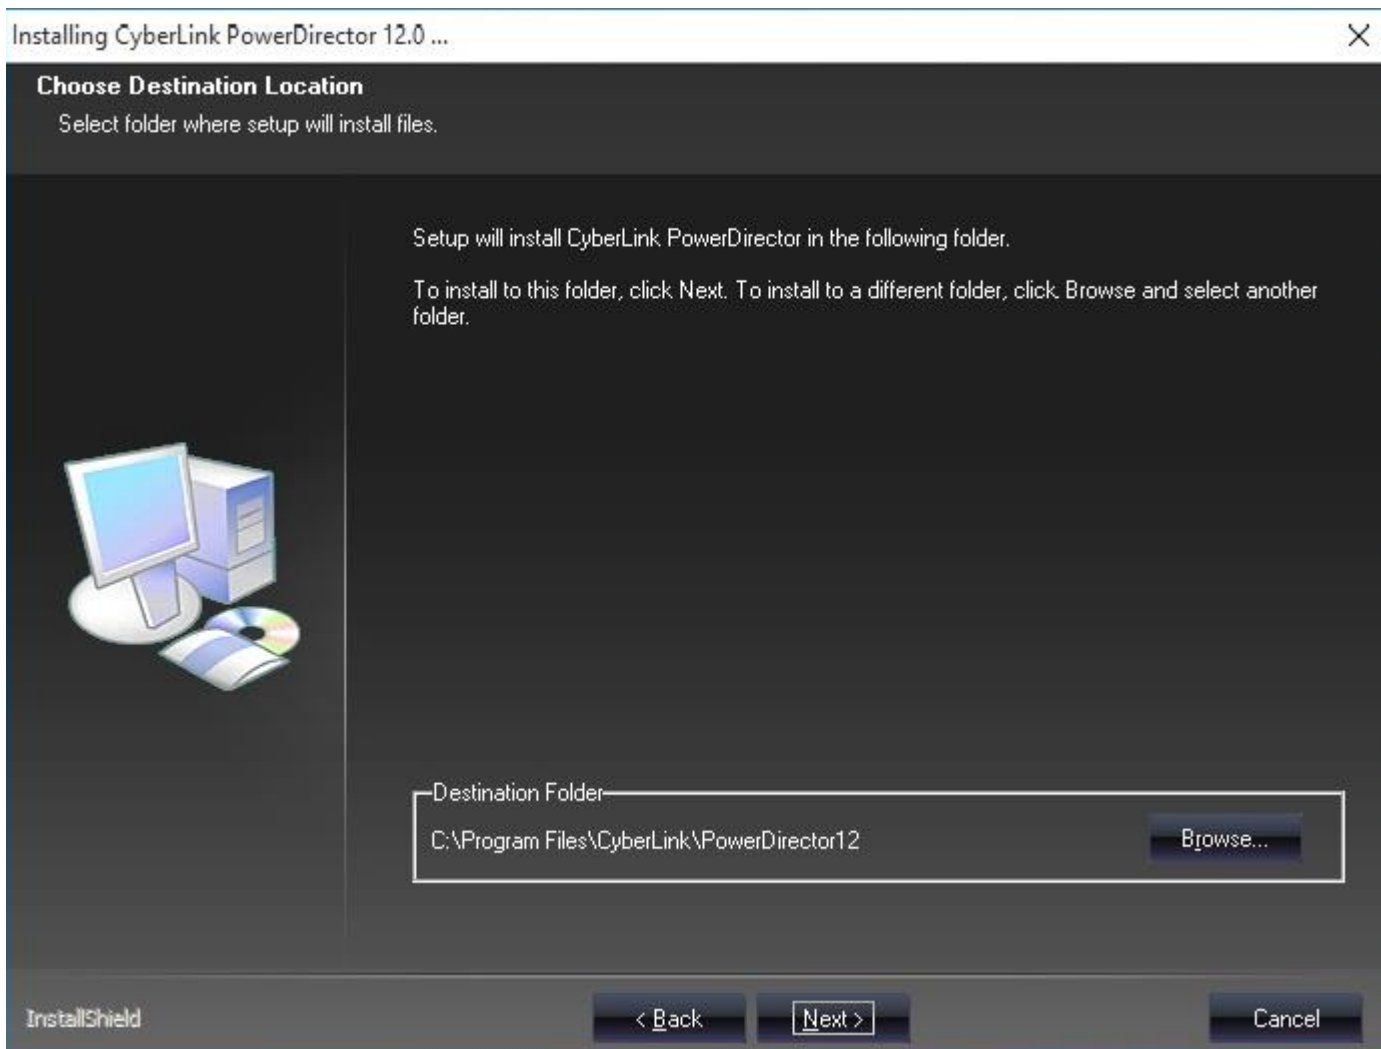 Installing CyberLink PowerDirector 12.0 ...
Choose Destination Location
Select folder where setup will install files.
Setup will install CyberLink PowerDirector in the following folder.
To install to this folder, click Next. To install to a different folder, click Browse and select another
folder.
Destination Folder
C:\Program Files\CyberLink\PowerDirector12
Browse...
InstallShield
< Back
Next >
Cancel